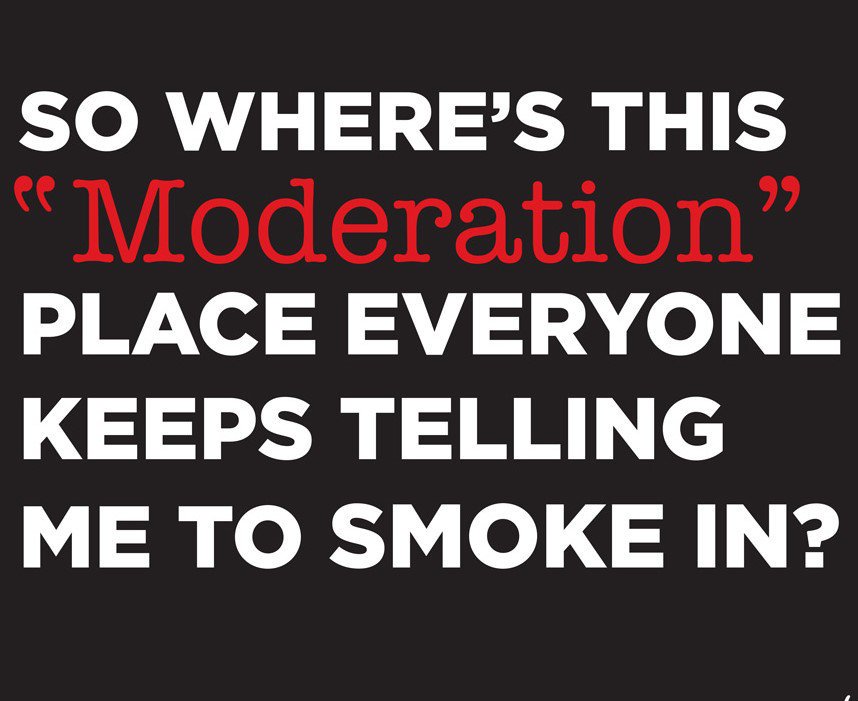 SO WHERE’S THIS
“Moderation”
PLACE EVERYONE
KEEPS TELLING
ME TO SMOKE IN?